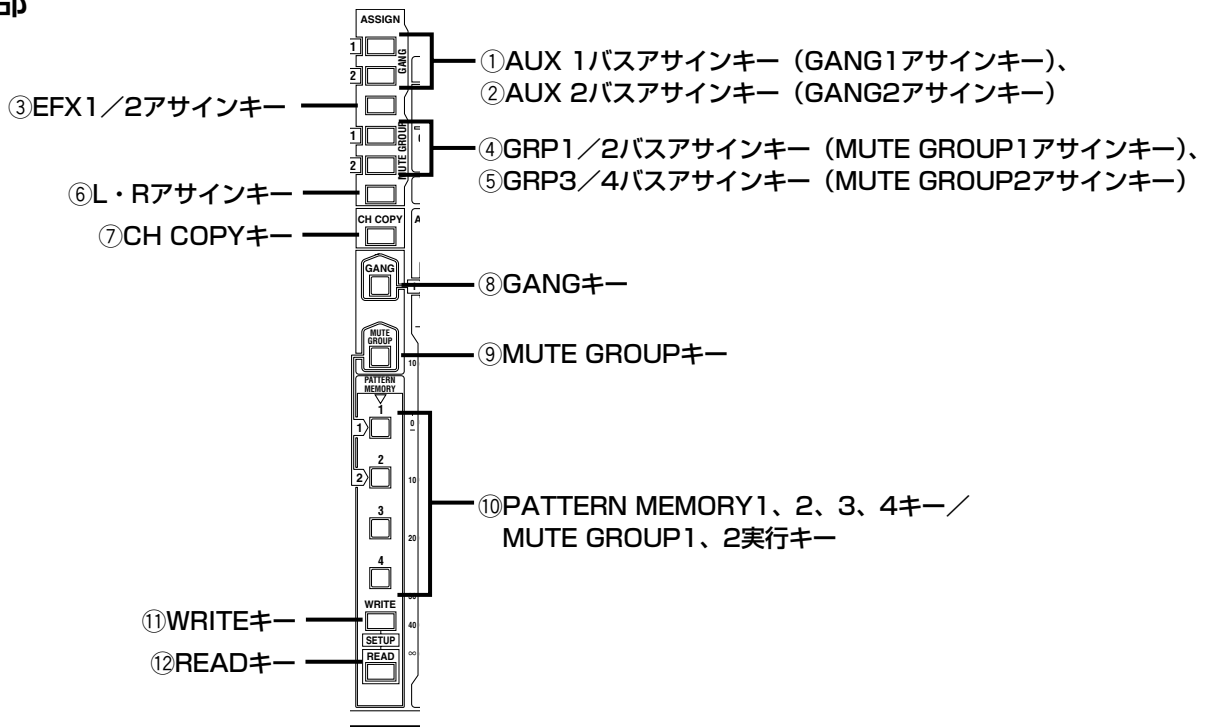 部
ASSIGN
1
GANG
2
①AUX 1バスアサインキー（GANG1アサインキー）、
②AUX 2バスアサインキー（GANG2アサインキー）
③EFX1／2アサインキー
1
MUTE GROUP
2
④GRP1／2バスアサインキー（MUTE GROUP1アサインキー）、
⑤GRP3／4バスアサインキー（MUTE GROUP2アサインキー）
⑥L・Rアサインキー
CH COPY
A
⑦CH COPYキー
GANG
⑧GANGキー
MUTE
GROUP
10
⑨MUTE GROUPキー
PATTERN
MEMORY
1
1
0
2
2
10
⑩PATTERN MEMORY1、2、3、4キー／
MUTE GROUP1、2実行キー
3
20
4
WRITE
⑪WRITEキー
40
SETUP
READ
∞
⑫READキー